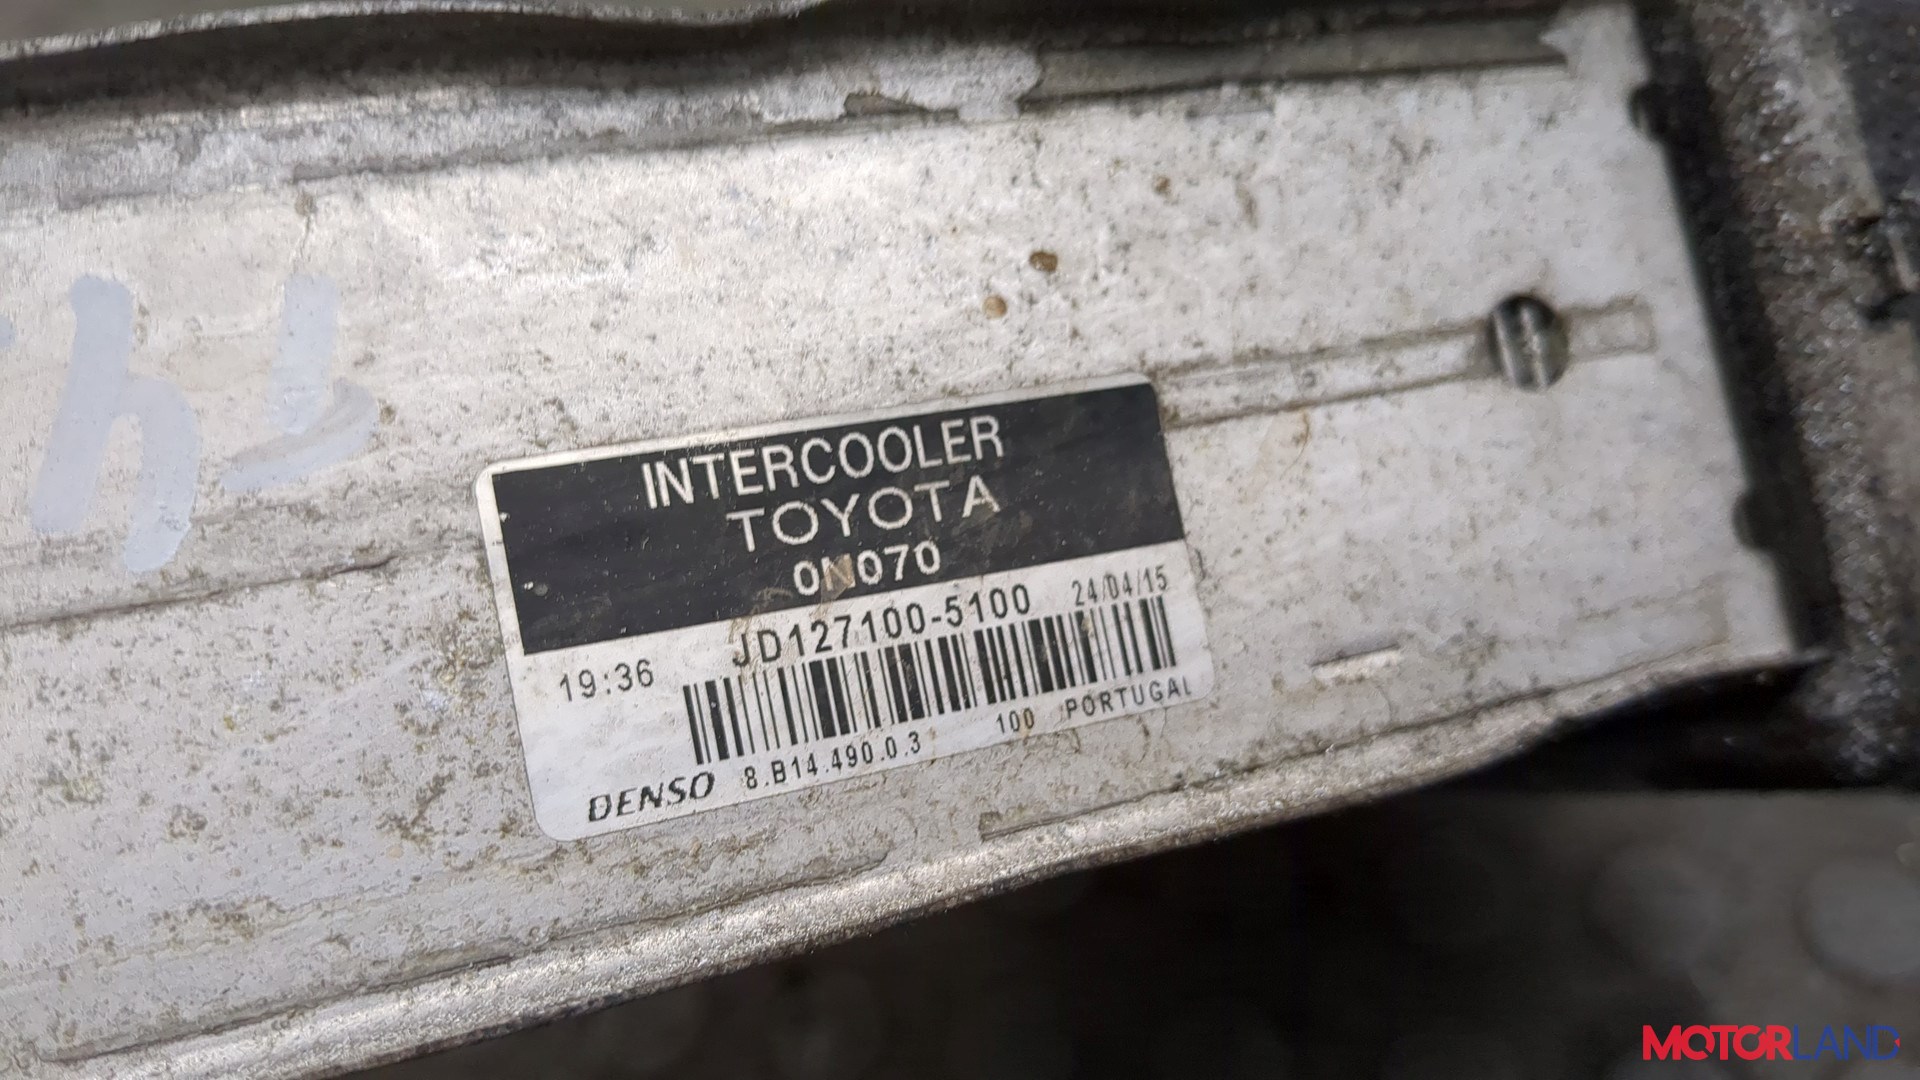 INTERCOOLER
TOYOTA
0N070
JD127100-5100 24/04/15
19:36
8.B14.490.0.3 100 PORTUGAL
DENSO
MOTORLAND